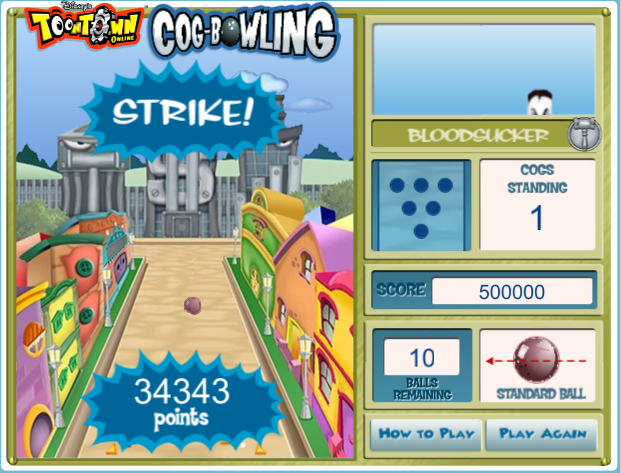 Disney's
TOONTOWN
ONLINE
COG-BOWLING
STRIKE!
34343
points
BLOODSUCKER
COGS
STANDING
1
SCORE
500000
10
BALLS
REMAINING
STANDARD BALL
HOW TO PLAY
PLAY AGAIN